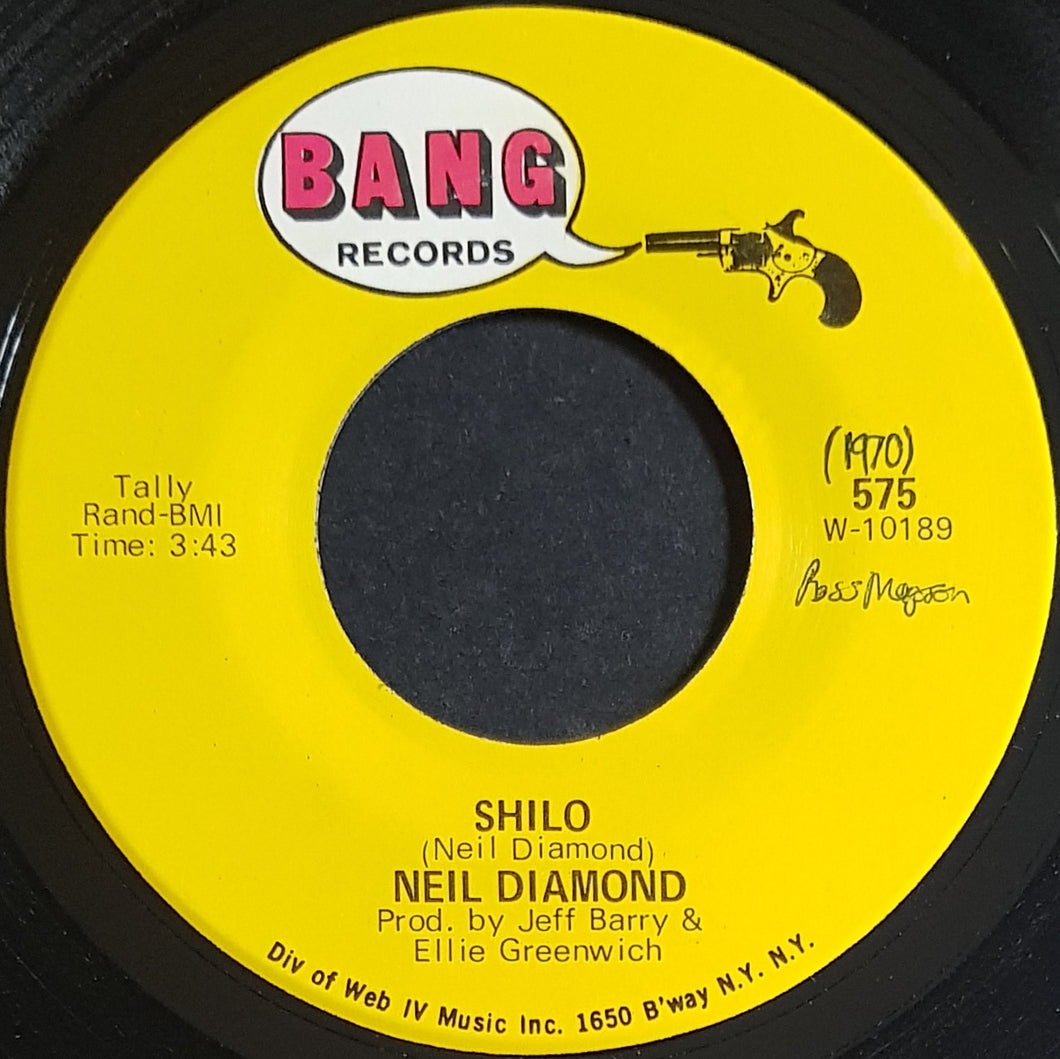 BANG
RECORDS
Tally
Rand-BMI
Time: 3:43
(1970)
575
W-10189
SHILO
(Neil Diamond)
NEIL DIAMOND
Prod. by Jeff Barry &
Ellie Greenwich
Div of Web IV Music Inc. 1650 B'way N.Y. N.Y.